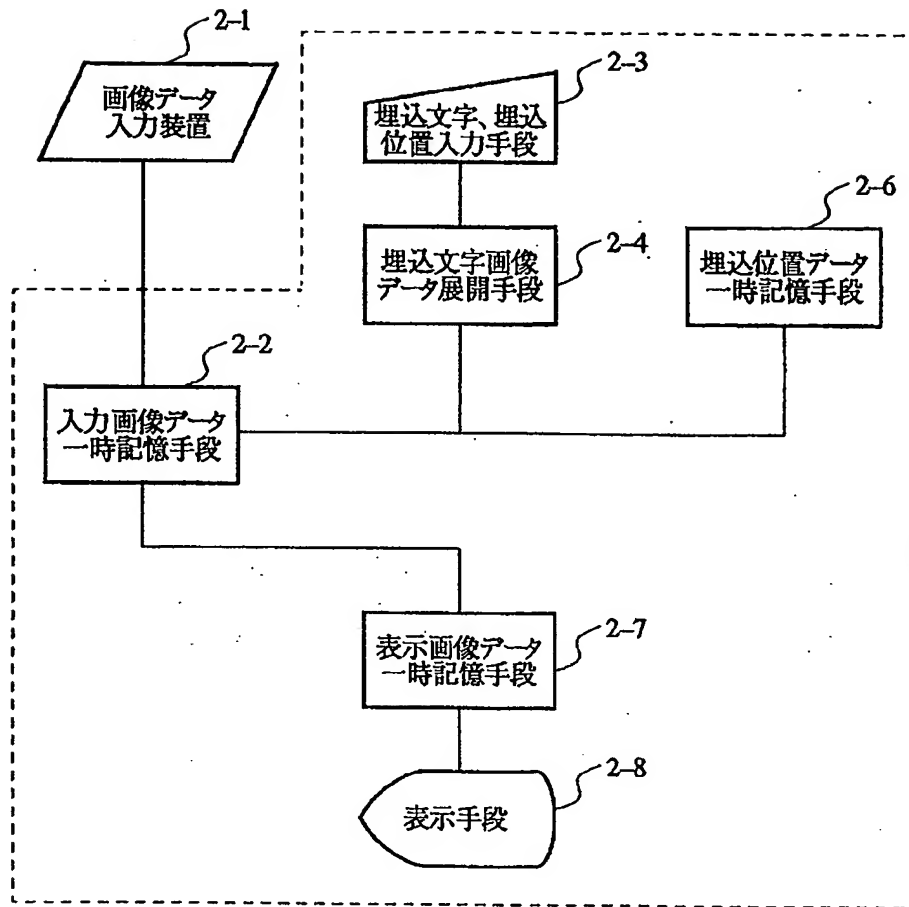 2-1
画像データ
入力装置
2-3
埋込文字、埋込
位置入力手段
2-6
2-4
埋込文字画像
データ展開手段
埋込位置データ
一時記憶手段
2-2
入力画像データ
一時記憶手段
2-7
表示画像データ
一時記憶手段
2-8
表示手段